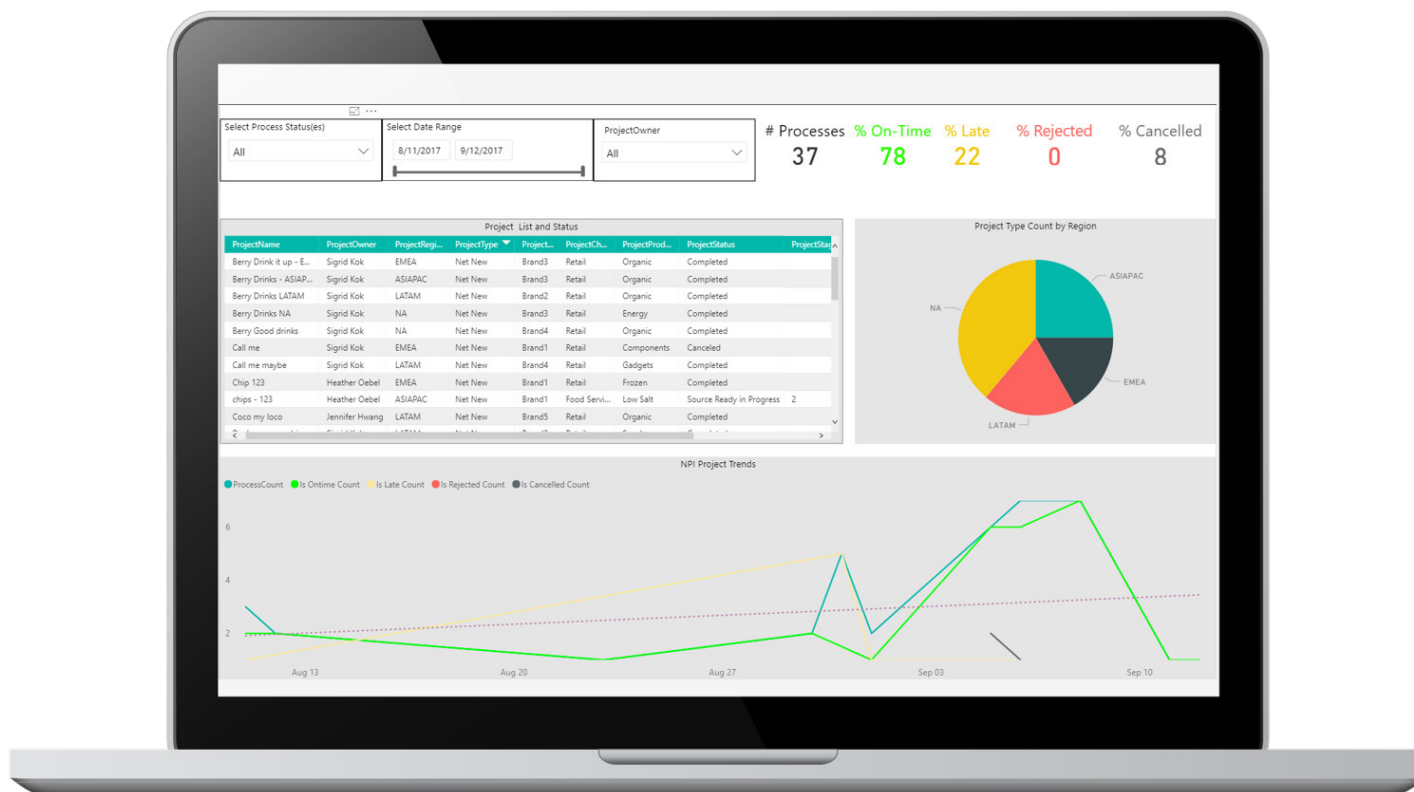 Select Process Status(es)
All
Select Date Range
8/11/2017 9/12/2017
ProjectOwner
All
# Processes % On-Time % Late % Rejected % Cancelled
37 78 22 0 8
Project List and Status
ProjectName ProjectOwner ProjectRegi... ProjectType Project... ProjectCh... ProjectProd... ProjectStatus ProjectStag
Berry Drink it up - E... Sigrid Kok EMEA Net New Brand3 Retail Organic Completed
Berry Drinks - ASIAP... Sigrid Kok ASIAPAC Net New Brand3 Retail Organic Completed
Berry Drinks LATAM Sigrid Kok LATAM Net New Brand2 Retail Organic Completed
Berry Drinks NA Sigrid Kok NA Net New Brand3 Retail Energy Completed
Berry Good drinks Sigrid Kok NA Net New Brand4 Retail Organic Completed
Call me Sigrid Kok EMEA Net New Brand1 Retail Components Canceled
Call me maybe Sigrid Kok LATAM Net New Brand4 Retail Gadgets Completed
Chip 123 Heather Oebel EMEA Net New Brand1 Retail Frozen Completed
chips - 123 Heather Oebel ASIAPAC Net New Brand1 Food Servi... Low Salt Source Ready in Progress 2
Coco my loco Jennifer Hwang LATAM Net New Brand5 Retail Organic Completed
Project Type Count by Region
ASIAPAC
NA
EMEA
LATAM
NPI Project Trends
ProcessCount Is Ontime Count Is Late Count Is Rejected Count Is Cancelled Count
6
4
2
Aug 13 Aug 20 Aug 27 Sep 03 Sep 10